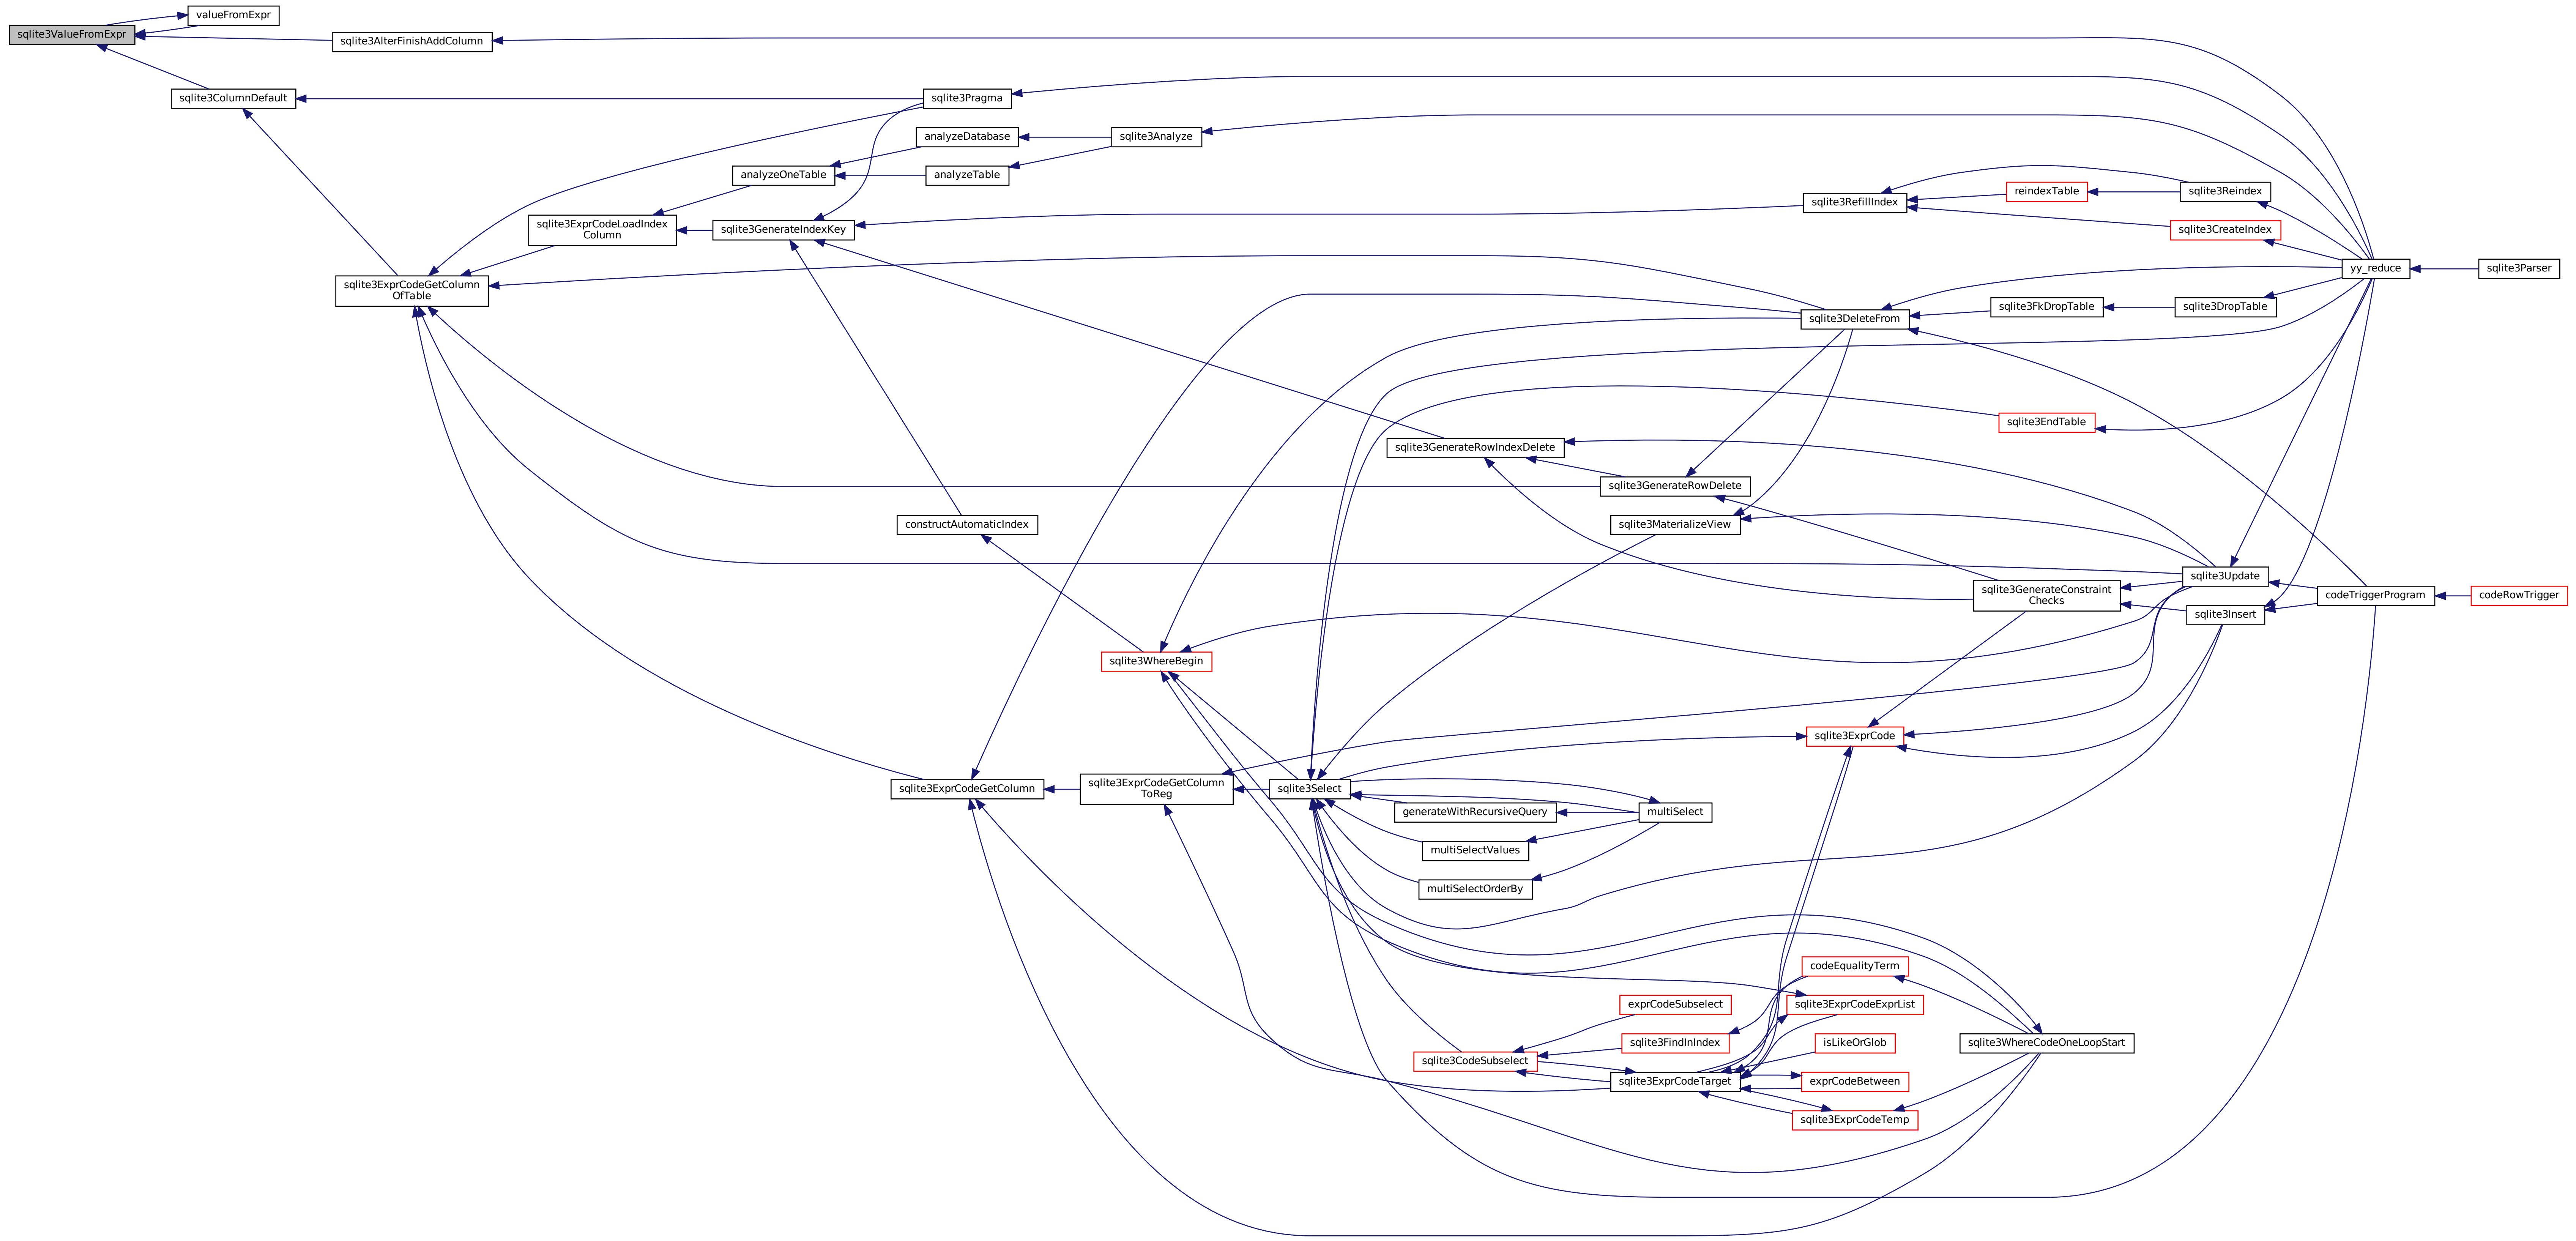 valueFromExpr
sqlite3ValueFromExpr
sqlite3AlterFinishAddColumn
sqlite3ColumnDefault
sqlite3Pragma
analyzeDatabase
sqlite3Analyze
analyzeOneTable
analyzeTable
reindexTable
sqlite3Reindex
sqlite3RefillIndex
sqlite3ExprCodeLoadIndex
Column
sqlite3GenerateIndexKey
sqlite3CreateIndex
yy_reduce
sqlite3Parser
sqlite3ExprCodeGetColumn
OfTable
sqlite3FkDropTable
sqlite3DropTable
sqlite3DeleteFrom
sqlite3EndTable
sqlite3GenerateRowIndexDelete
sqlite3GenerateRowDelete
constructAutomaticIndex
sqlite3MaterializeView
sqlite3Update
sqlite3GenerateConstraint
Checks
codeTriggerProgram
codeRowTrigger
sqlite3Insert
sqlite3WhereBegin
sqlite3ExprCode
sqlite3ExprCodeGetColumn
sqlite3ExprCodeGetColumn
ToReg
sqlite3Select
generateWithRecursiveQuery
multiSelect
multiSelectValues
multiSelectOrderBy
codeEqualityTerm
exprCodeSubselect
sqlite3ExprCodeExprList
sqlite3FindInIndex
isLikeOrGlob
sqlite3WhereCodeOneLoopStart
sqlite3CodeSubselect
sqlite3ExprCodeTarget
exprCodeBetween
sqlite3ExprCodeTemp